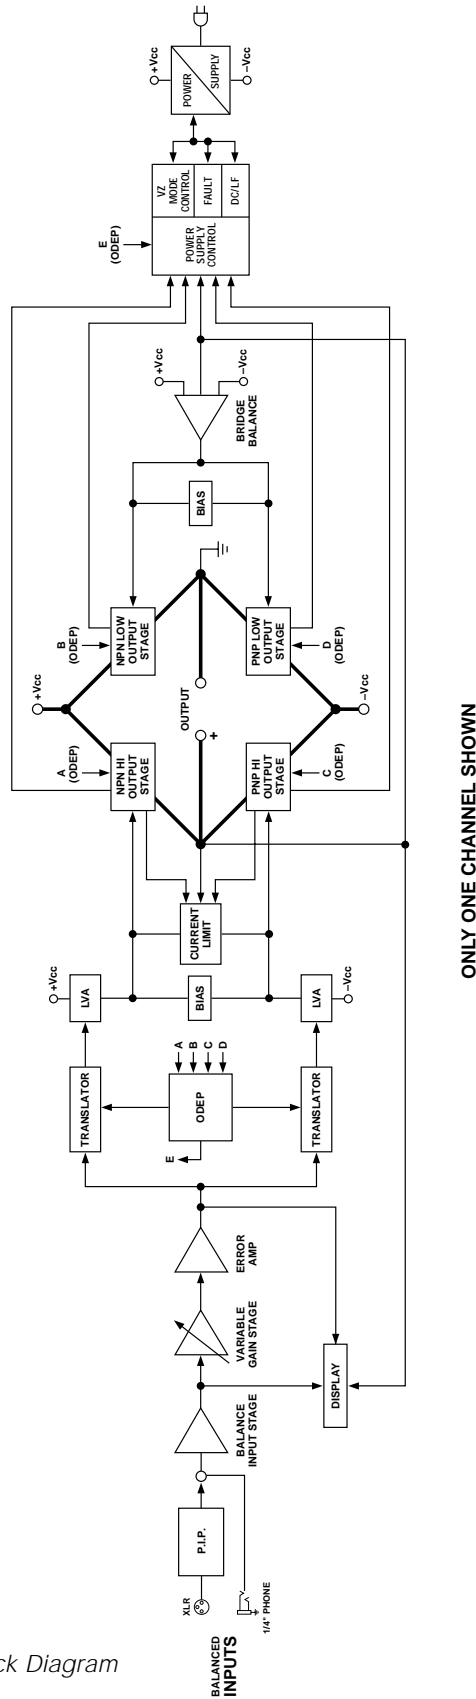 BALANCED
INPUTS
XLR
1/4" PHONE
P.I.P.
BALANCE
INPUT STAGE
VARIABLE
GAIN STAGE
ERROR
AMP
DISPLAY
TRANSLATOR
TRANSLATOR
ODEP
E
A
B
C
D
+Vcc
LVA
BIAS
LVA
–Vcc
CURRENT
LIMIT
A
(ODEP)
NPN HI
OUTPUT
STAGE
PNP HI
OUTPUT
STAGE
C
(ODEP)
+Vcc
+
OUTPUT
–Vcc
B
(ODEP)
NPN LOW
OUTPUT
STAGE
PNP LOW
OUTPUT
STAGE
D
(ODEP)
BIAS
BRIDGE
BALANCE
+Vcc
–Vcc
E
(ODEP)
POWER
SUPPLY
CONTROL
VZ
MODE
CONTROL
FAULT
DC/LF
+Vcc
POWER
SUPPLY
–Vcc
ONLY ONE CHANNEL SHOWN
ck Diagram